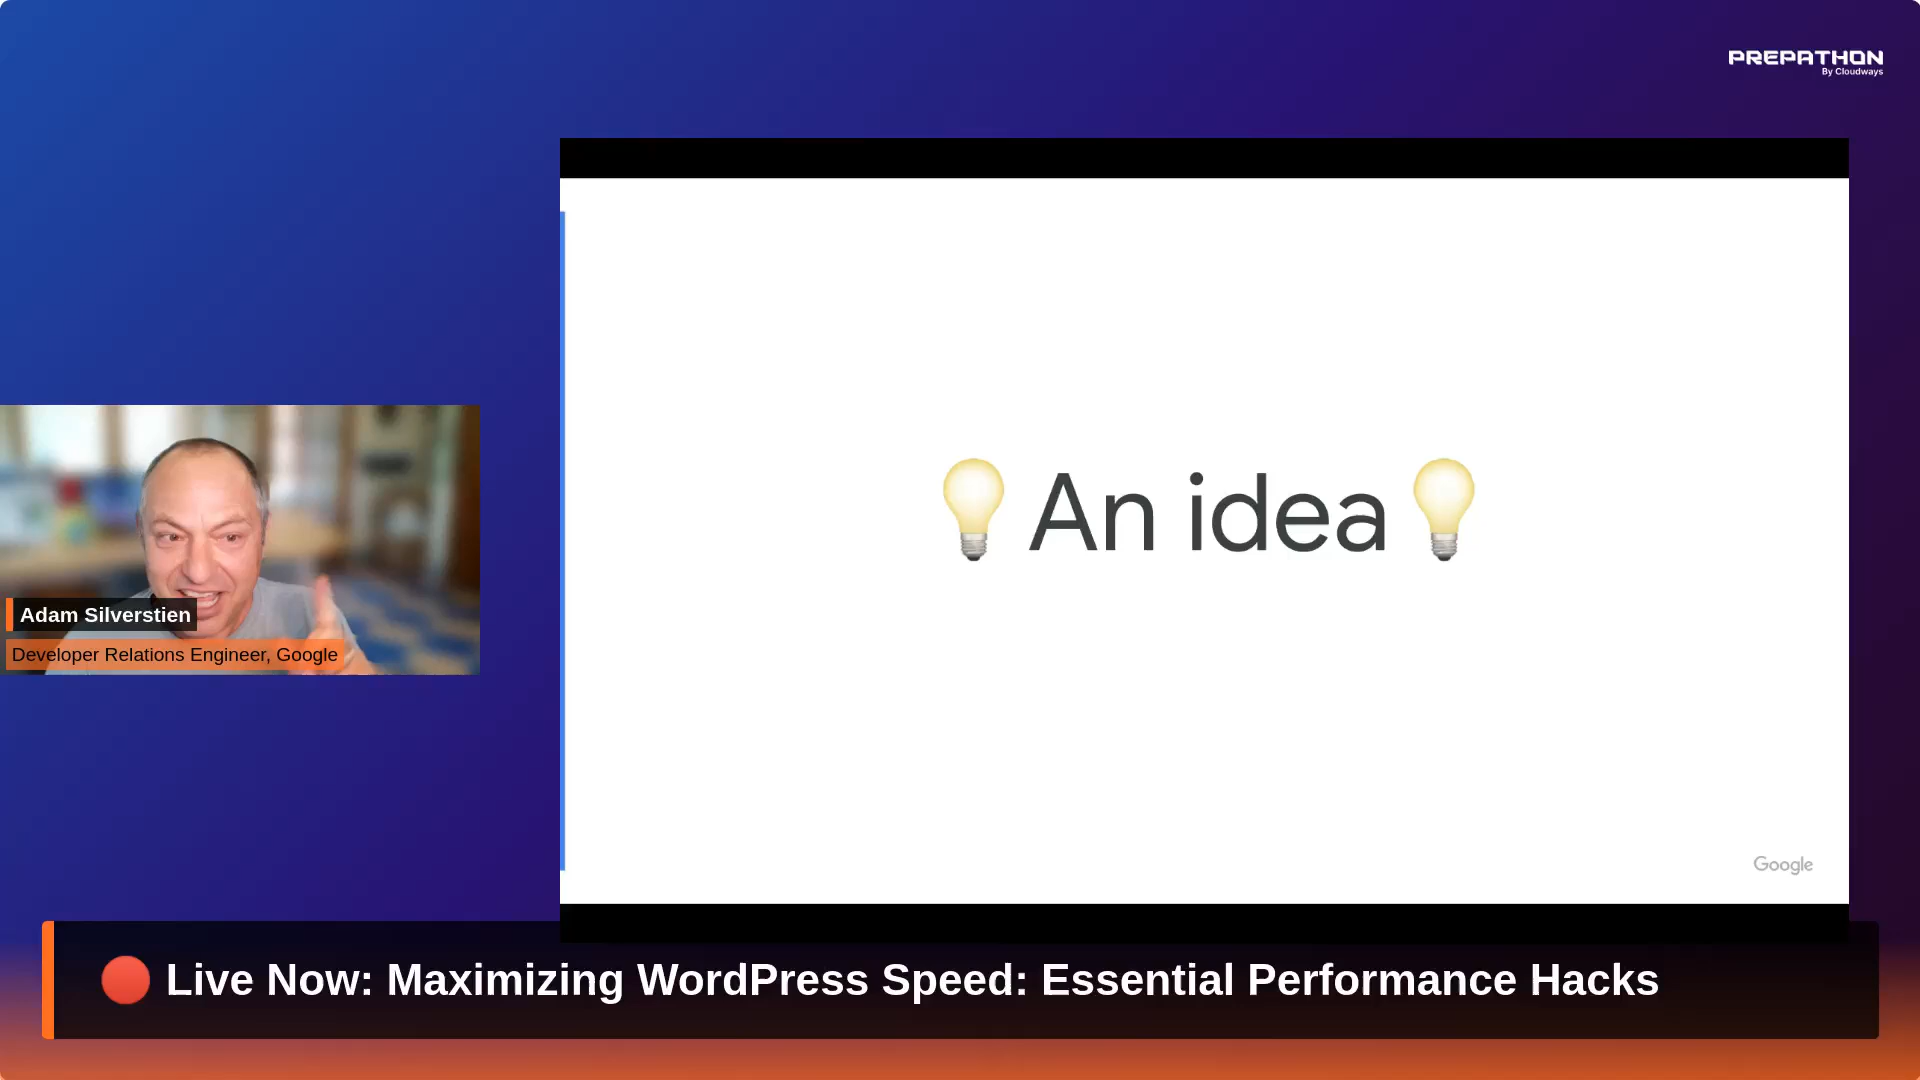 PREPATHON
By Cloudways
💡 An idea 💡
Adam Silverstien
Developer Relations Engineer, Google
Google
🔴 Live Now: Maximizing WordPress Speed: Essential Performance Hacks